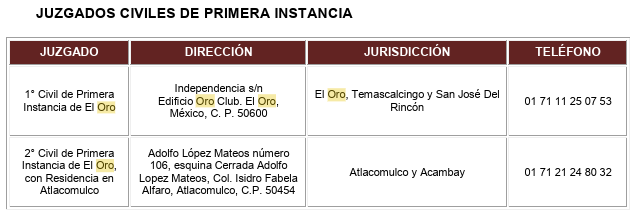 JUZGADOS CIVILES DE PRIMERA INSTANCIA
JUZGADO DIRECCIÓN JURISDICCIÓN TELÉFONO
1° Civil de Primera
Instancia de El Oro
Independencia s/n
Edificio Oro Club. El Oro,
México, C. P. 50600
El Oro, Temascalcingo y San José Del
Rincón
01 71 11 25 07 53
2° Civil de Primera
Instancia de El Oro,
con Residencia en
Atlacomulco
Adolfo López Mateos número
106, esquina Cerrada Adolfo
Lopez Mateos, Col. Isidro Fabela
Alfaro, Atlacomulco, C.P. 50454
Atlacomulco y Acambay
01 71 21 24 80 32